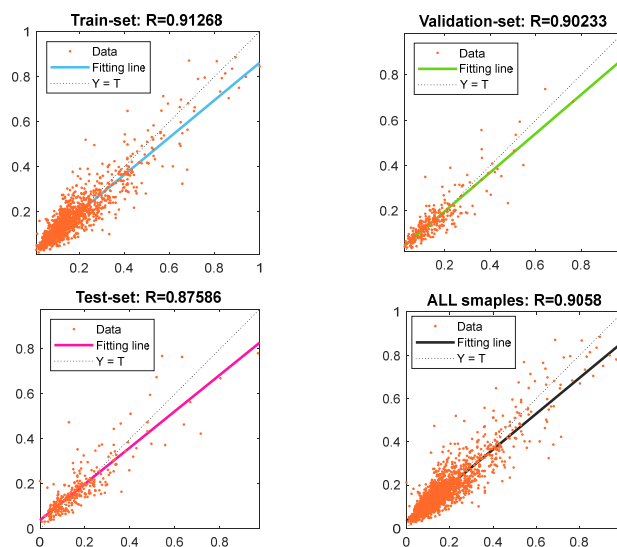 Train-set: R=0.91268
1
0.8
0.6
0.4
0.2
Data
Fitting line
Y = T
0.2
0.4
0.6
0.8
1
Validation-set: R=0.90233
0.8
0.6
0.4
0.2
Data
Fitting line
Y = T
0.2
0.4
0.6
0.8
Test-set: R=0.87586
0.8
0.6
0.4
0.2
0
Data
Fitting line
Y = T
0
0.2
0.4
0.6
0.8
ALL smaples: R=0.9058
1
0.8
0.6
0.4
0.2
0
Data
Fitting line
Y = T
0
0.2
0.4
0.6
0.8